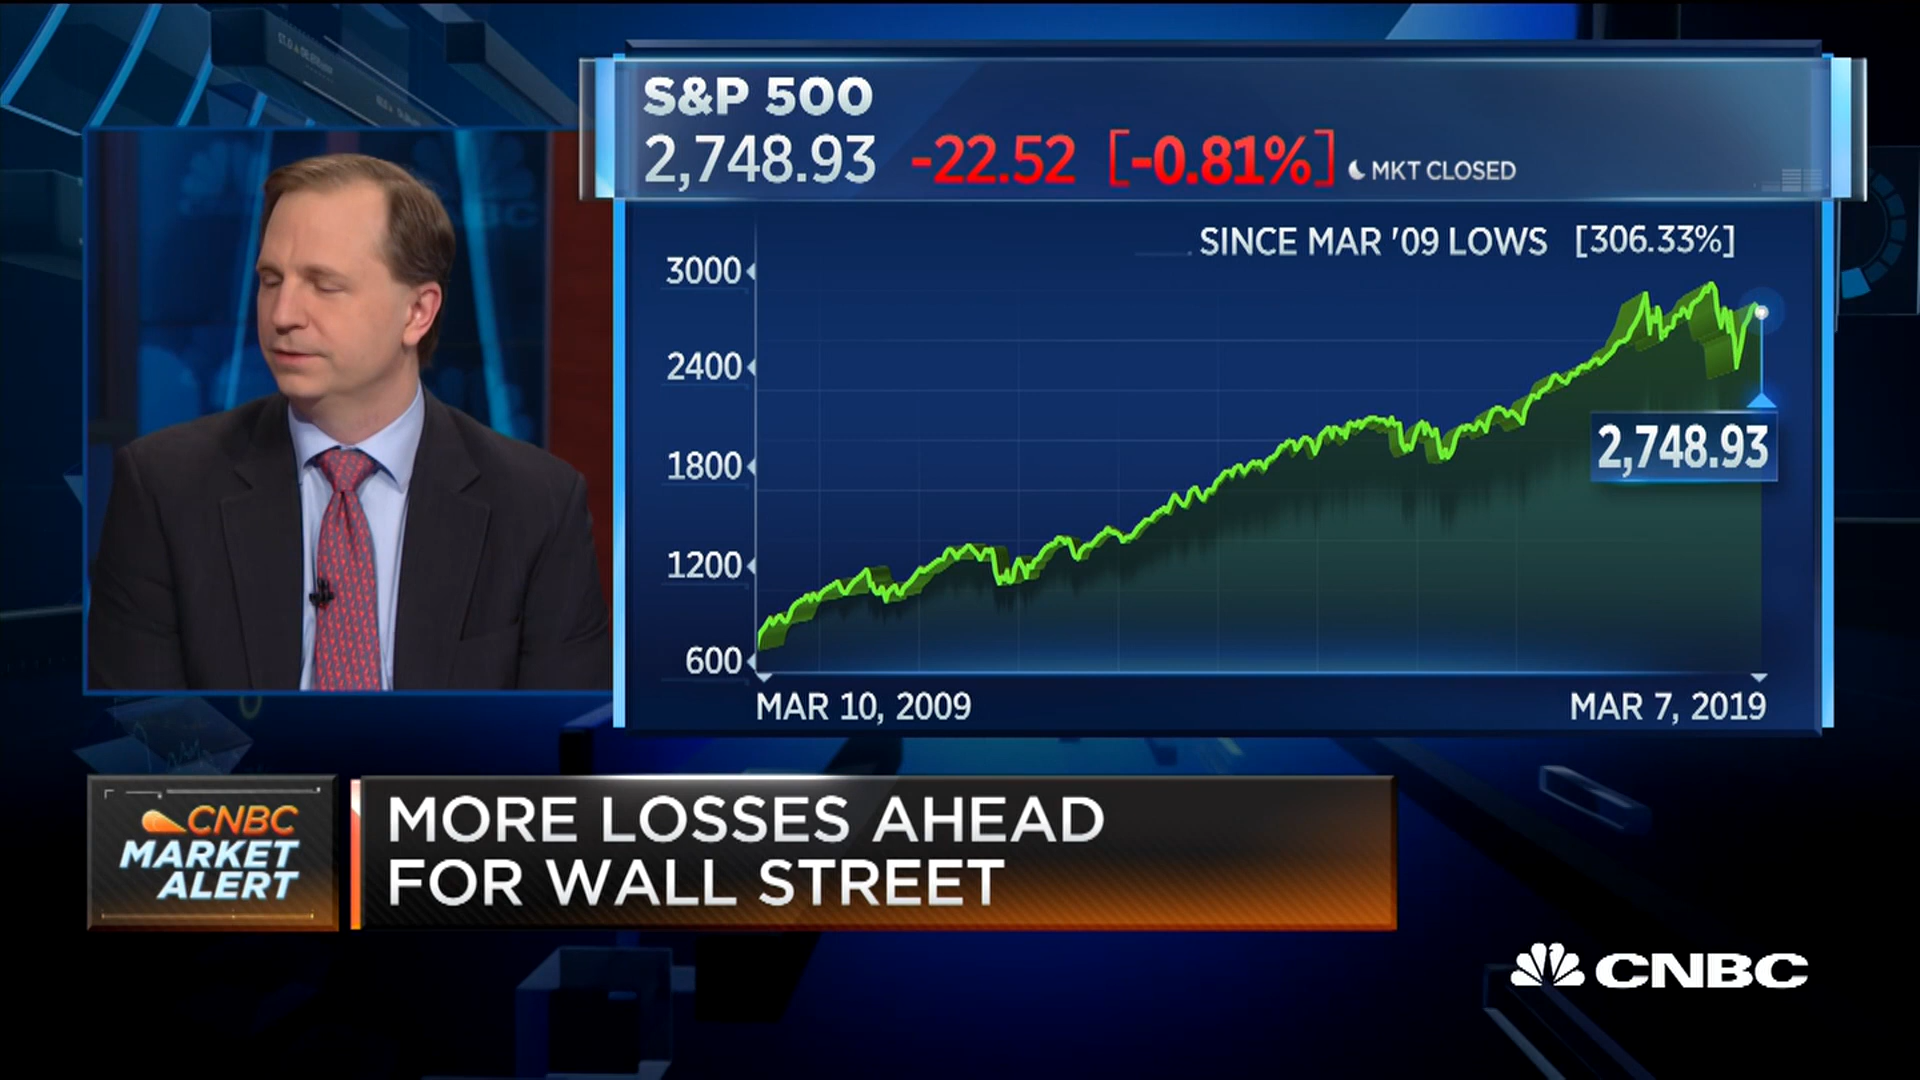 S&P 500
2,748.93 -22.52 [-0.81%] MKT CLOSED
SINCE MAR '09 LOWS [306.33%]
3000
2400
1800
1200
600
2,748.93
MAR 10, 2009 MAR 7, 2019
CNBC
MARKET
ALERT
MORE LOSSES AHEAD
FOR WALL STREET
CNBC